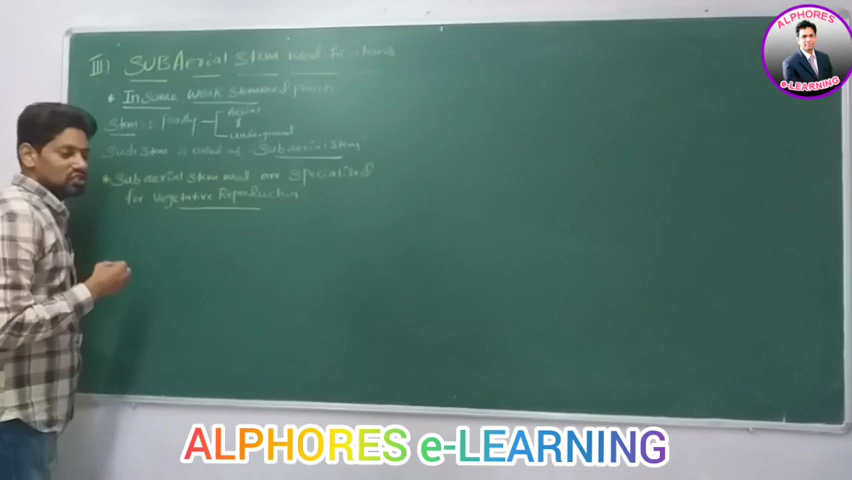 III) SUBAerial Stem modifications
* In Some weak stemmed plants
Stem is Partly Aerial
&
Underground
Such stem is called as "Subaerial stem"
* Subaerial stem mod are specialised
for vegetative Reproduction
ALPHORES
e-LEARNING
ALPHORES e-LEARNING